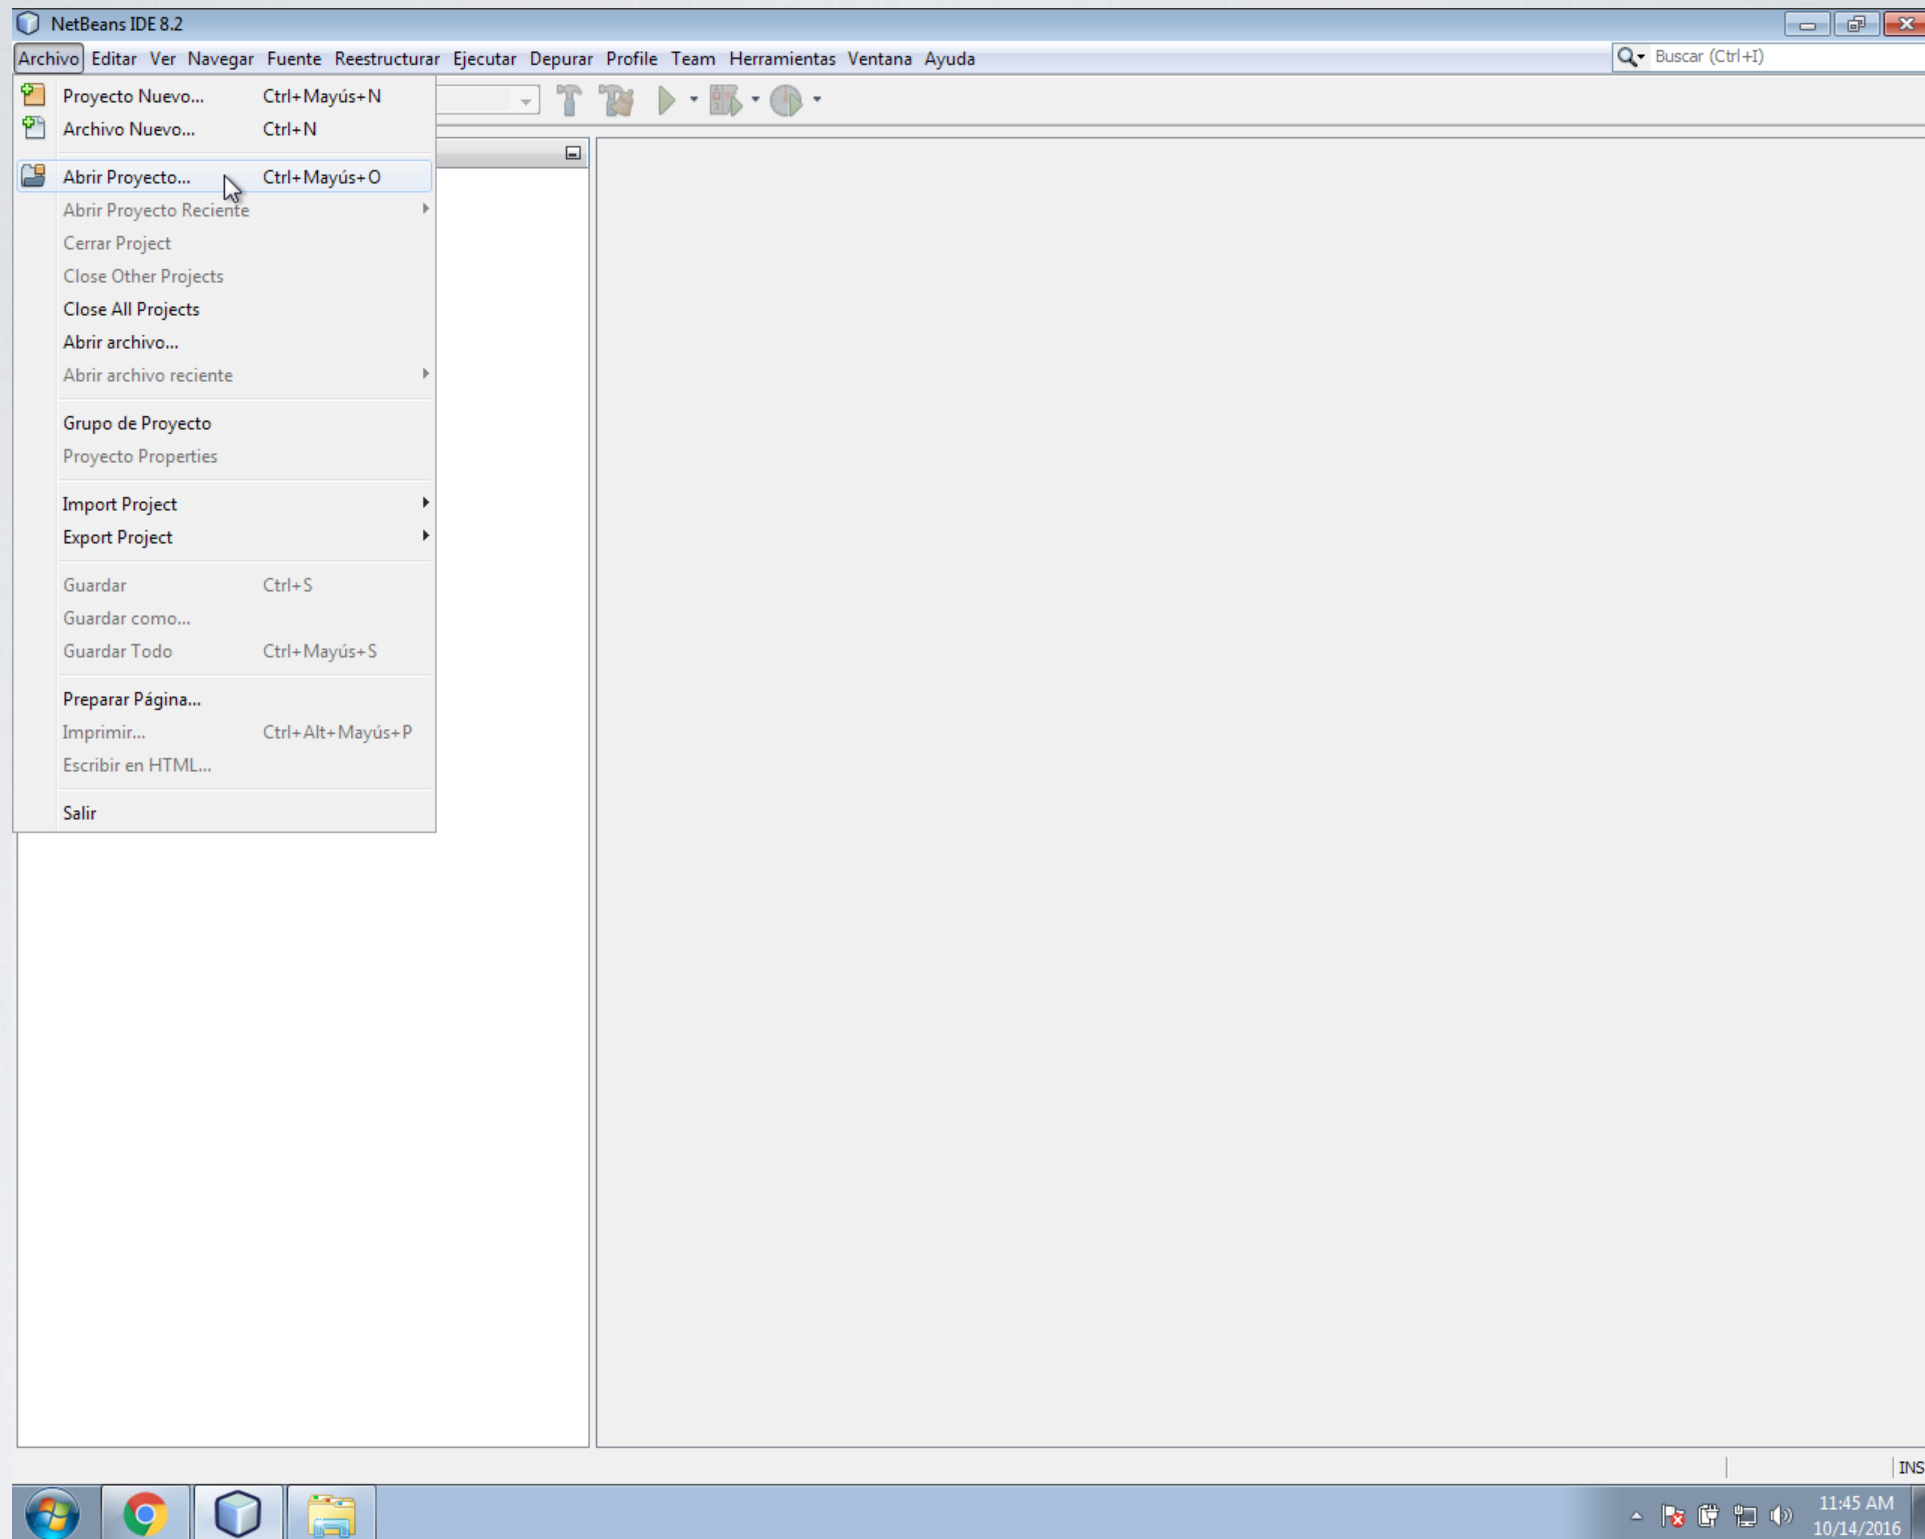 NetBeans IDE 8.2
Archivo Editar Ver Navegar Fuente Reestructurar Ejecutar Depurar Profile Team Herramientas Ventana Ayuda
Buscar (Ctrl+I)
Proyecto Nuevo... Ctrl+Mayús+N
Archivo Nuevo... Ctrl+N
Abrir Proyecto... Ctrl+Mayús+O
Abrir Proyecto Reciente
Cerrar Project
Close Other Projects
Close All Projects
Abrir archivo...
Abrir archivo reciente
Grupo de Proyecto
Proyecto Properties
Import Project
Export Project
Guardar Ctrl+S
Guardar como...
Guardar Todo Ctrl+Mayús+S
Preparar Página...
Imprimir... Ctrl+Alt+Mayús+P
Escribir en HTML...
Salir
INS
11:45 AM
10/14/2016